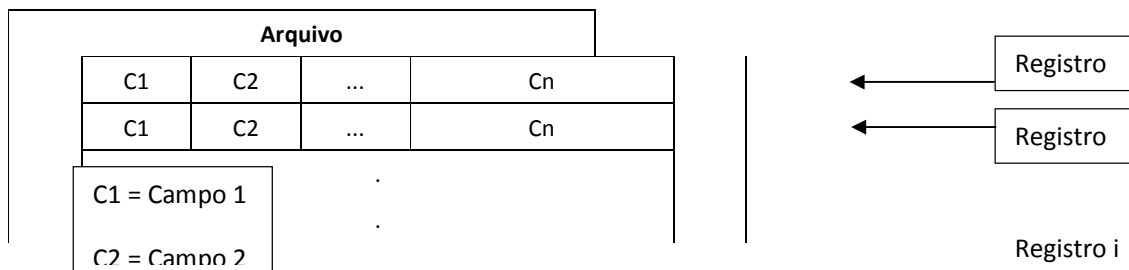 Arquivo
C1 C2 ... Cn
Registro
C1 C2 ... Cn
Registro
.
C1 = Campo 1
.
C2 = Campo 2
Registro i